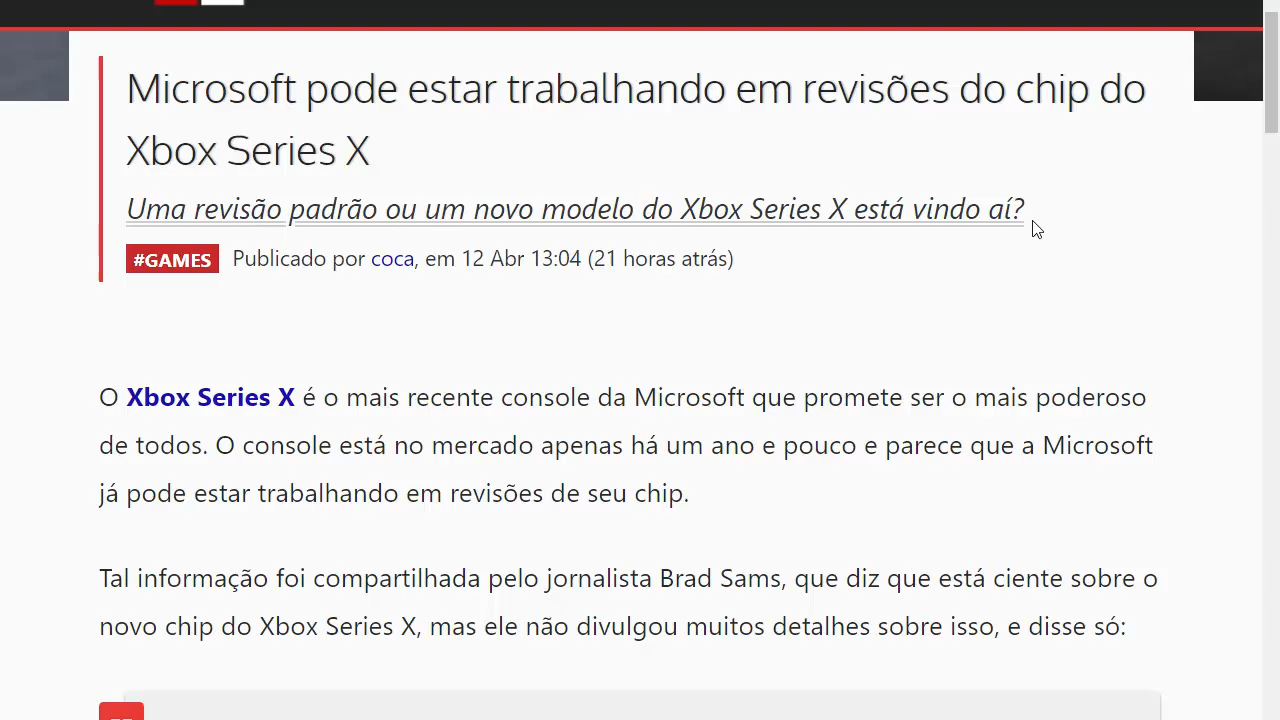 Microsoft pode estar trabalhando em revisões do chip do
Xbox Series X
Uma revisão padrão ou um novo modelo do Xbox Series X está vindo aí?
#GAMES Publicado por coca, em 12 Abr 13:04 (21 horas atrás)
O Xbox Series X é o mais recente console da Microsoft que promete ser o mais poderoso
de todos. O console está no mercado apenas há um ano e pouco e parece que a Microsoft
já pode estar trabalhando em revisões de seu chip.
Tal informação foi compartilhada pelo jornalista Brad Sams, que diz que está ciente sobre o
novo chip do Xbox Series X, mas ele não divulgou muitos detalhes sobre isso, e disse só: